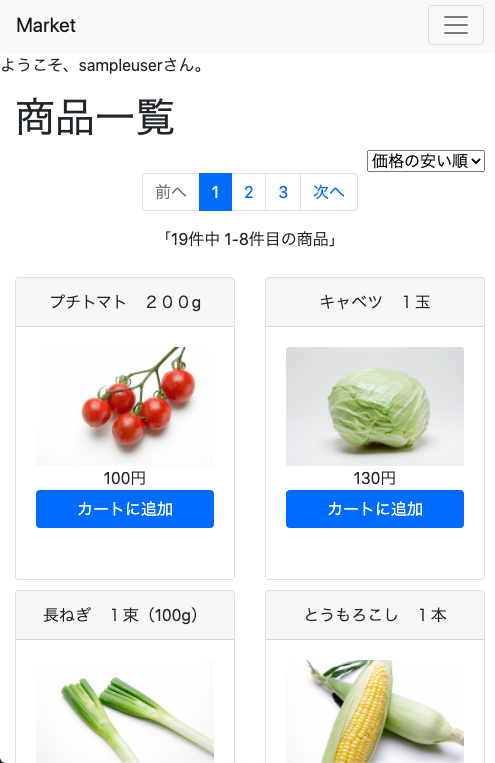 Market
ようこそ、sampleuserさん。
商品一覧
価格の安い順
前へ 1 2 3 次へ
「19件中 1-8件目の商品」
プチトマト　２００g
キャベツ　１玉
100円
130円
カートに追加
カートに追加
長ねぎ　１束（100g）
とうもろこし　１本